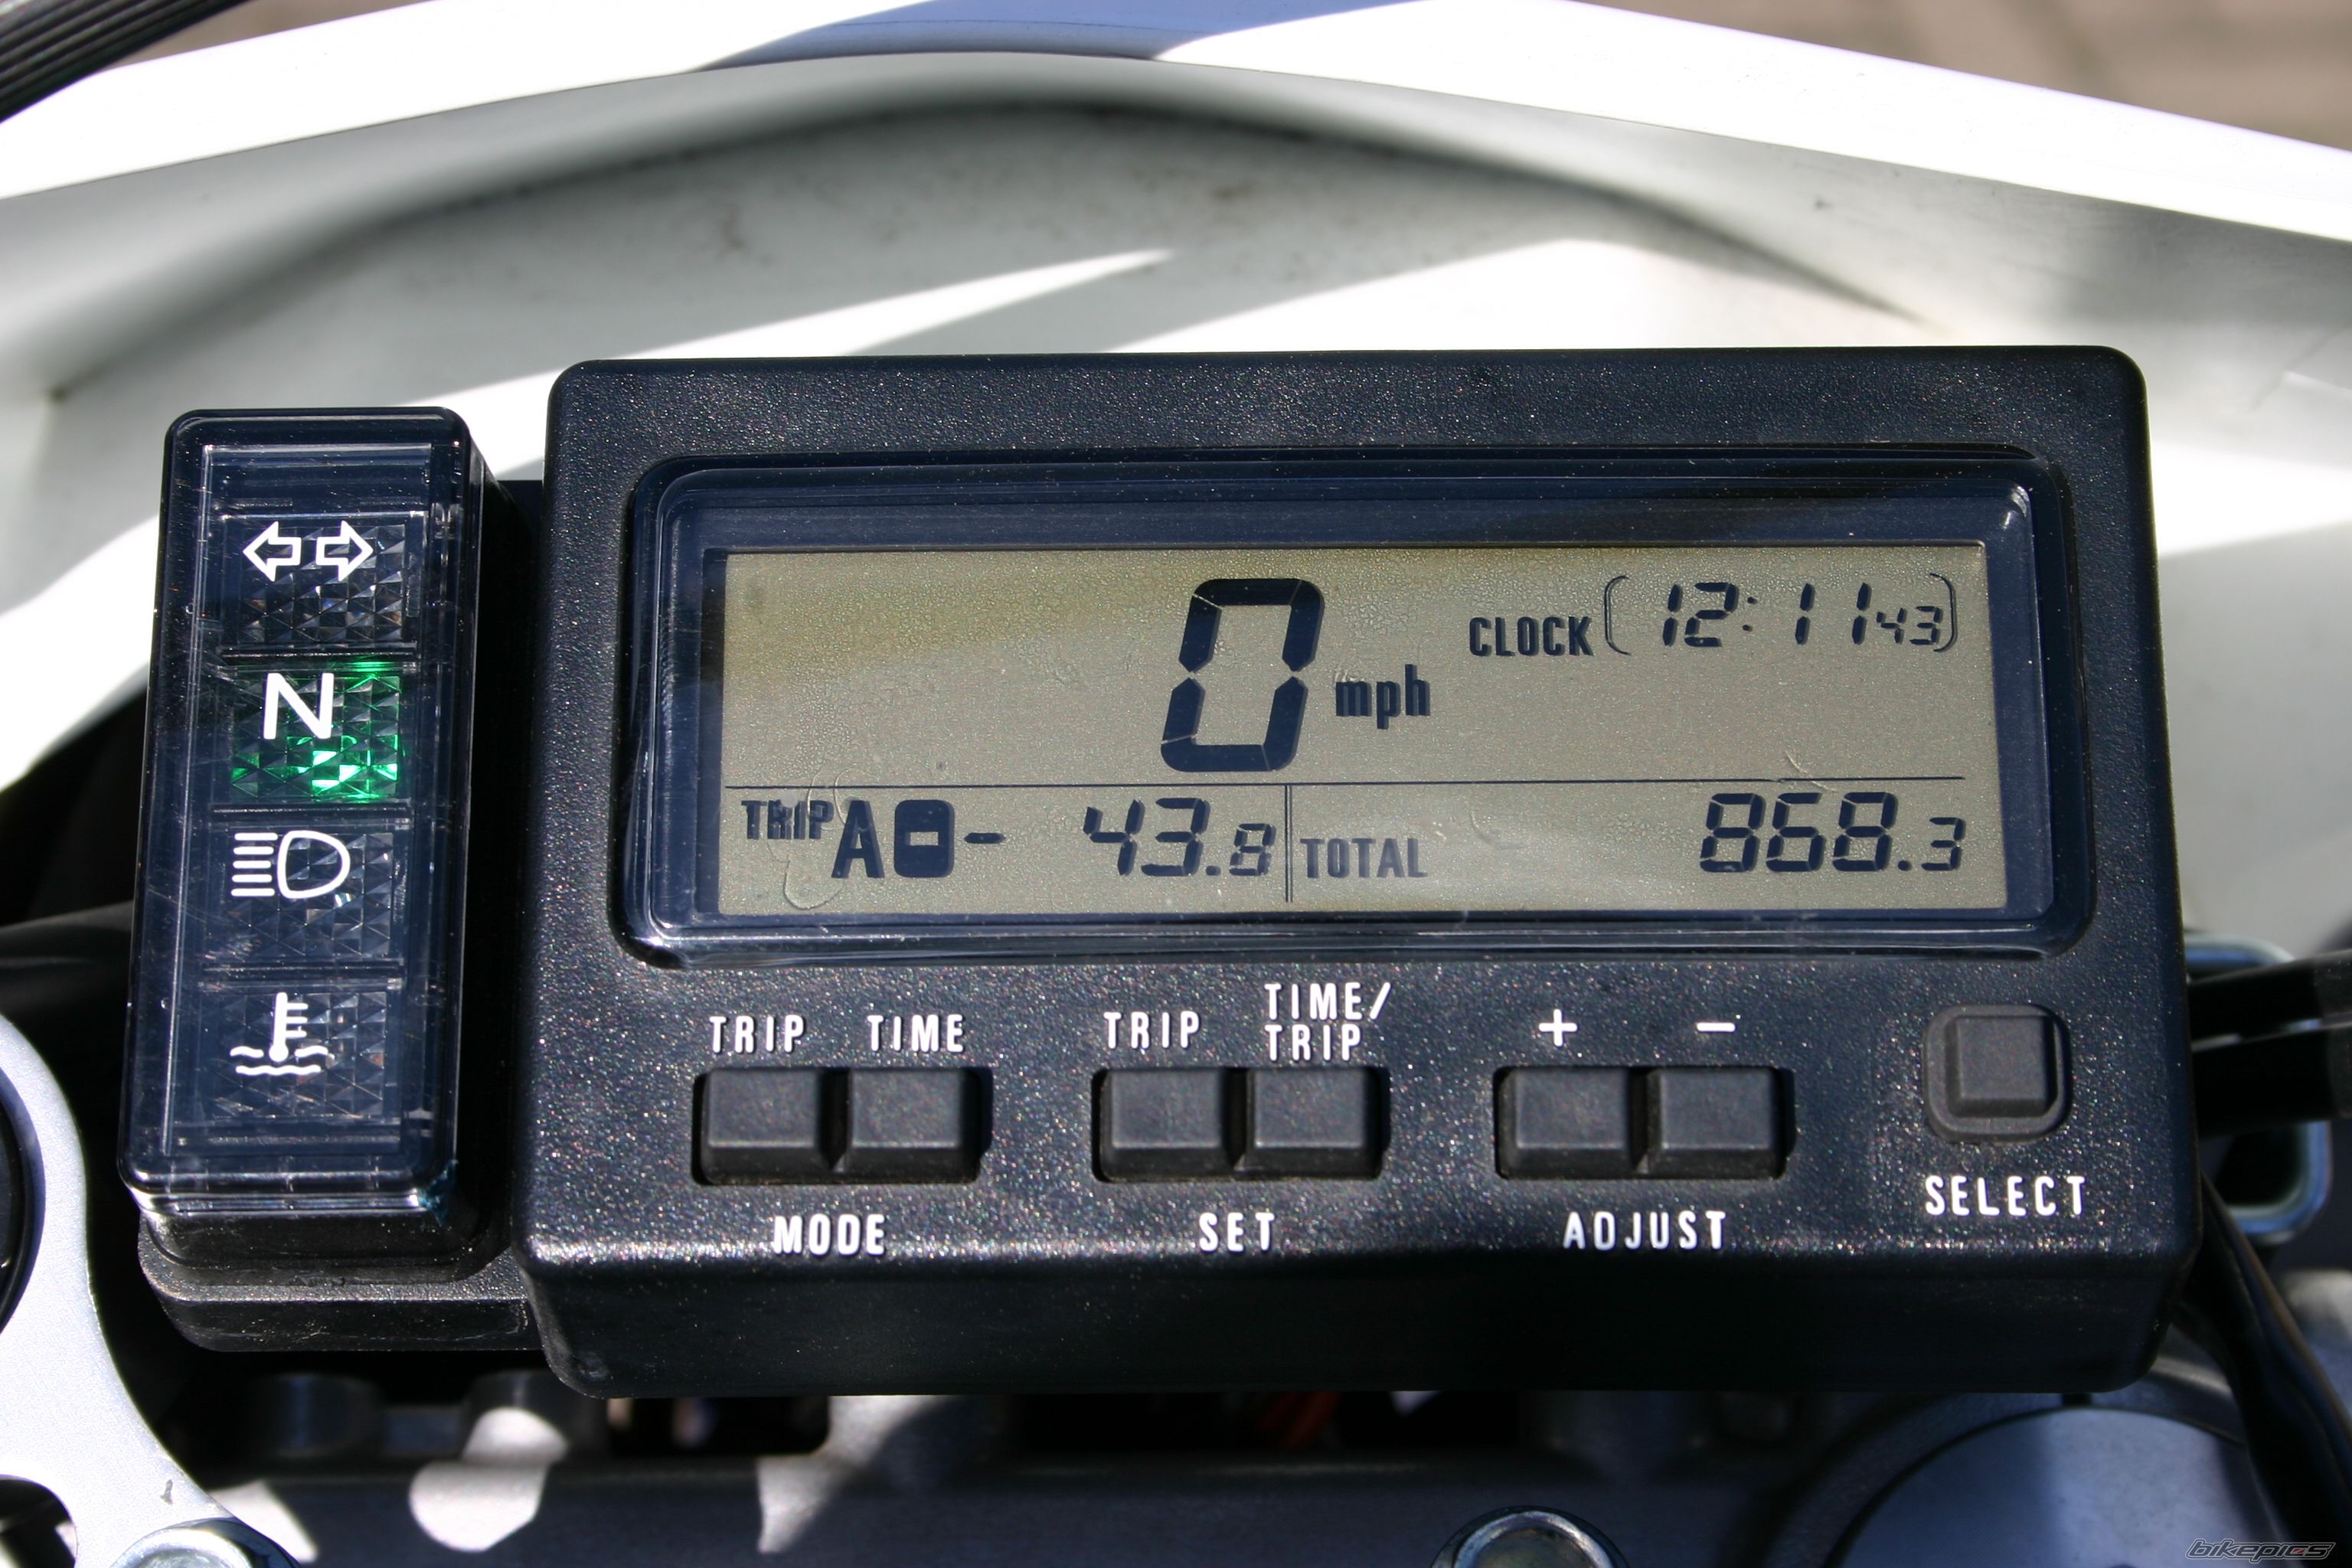 CLOCK 12:11 43
N
0 mph
TRIP A - 43.8 TOTAL 868.3
TRIP TIME TRIP TIME/ + -
TRIP
MODE SET ADJUST SELECT
bikepics